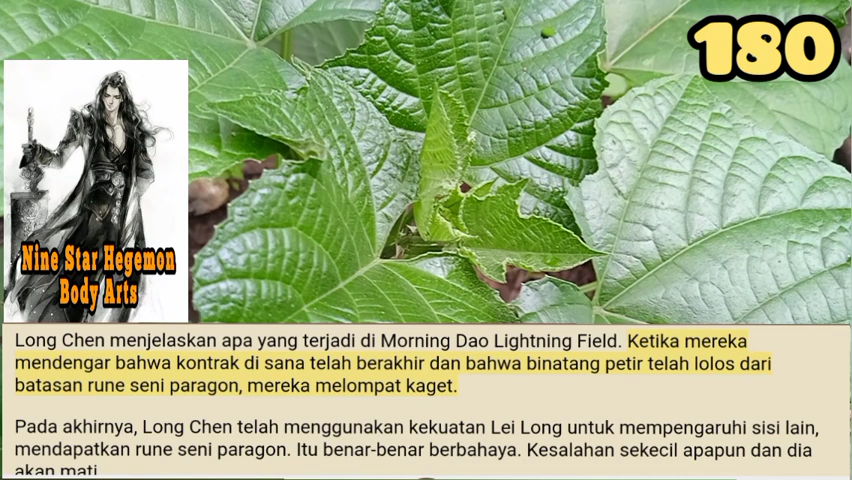 180
Nine Star Hegemon
Body Arts
Long Chen menjelaskan apa yang terjadi di Morning Dao Lightning Field. Ketika mereka
mendengar bahwa kontrak di sana telah berakhir dan bahwa binatang petir telah lolos dari
batasan rune seni paragon, mereka melompat kaget.
Pada akhirnya, Long Chen telah menggunakan kekuatan Lei Long untuk mempengaruhi sisi lain,
mendapatkan rune seni paragon. Itu benar-benar berbahaya. Kesalahan sekecil apapun dan dia
akan mati